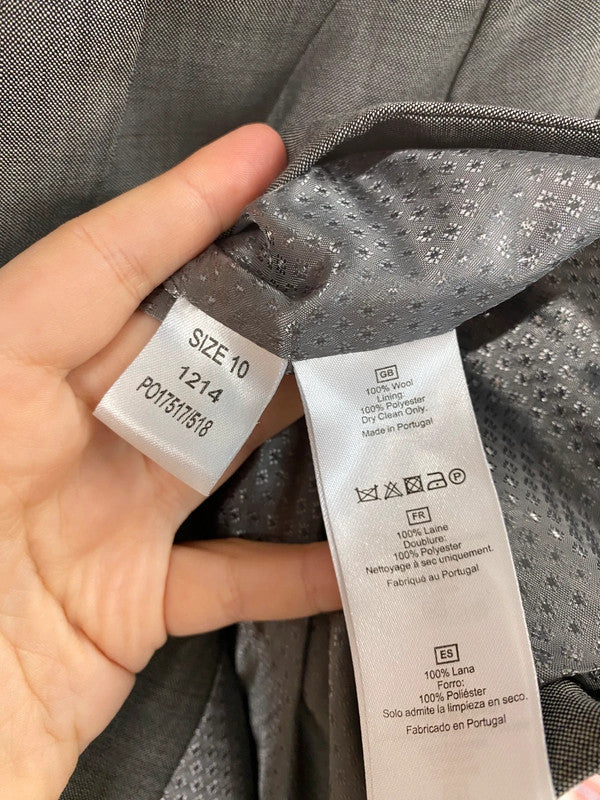 SIZE 10
1214
PO17517/518
GB
100% Wool
Lining:
100% Polyester
Dry Clean Only.
Made in Portugal
P
FR
100% Laine
Doublure:
100% Polyester
Nettoyage à sec uniquement.
Fabriqué au Portugal
ES
100% Lana
Forro:
100% Poliéster
Solo admite la limpieza en seco.
Fabricado en Portugal